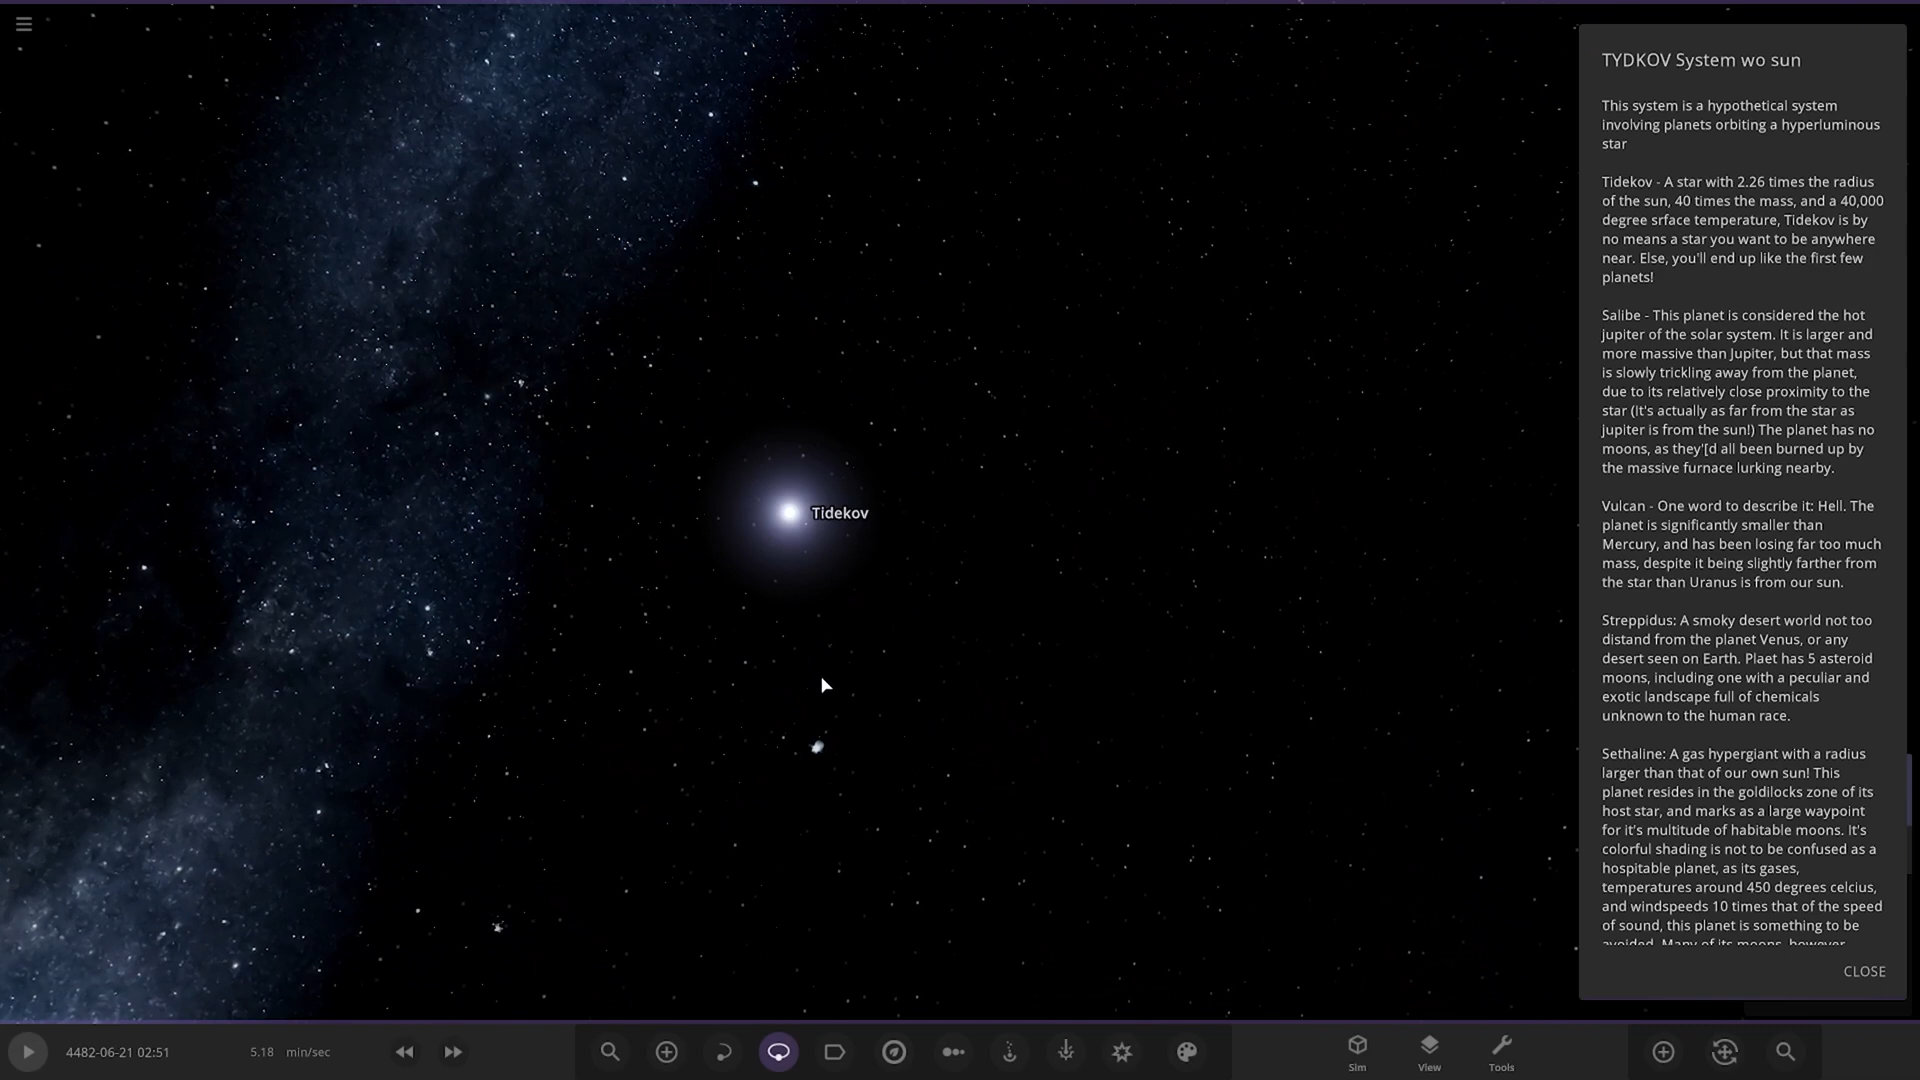 TYDKOV System wo sun
This system is a hypothetical system
involving planets orbiting a hyperluminous
star
Tidekov - A star with 2.26 times the radius
of the sun, 40 times the mass, and a 40,000
degree srface temperature, Tidekov is by
no means a star you want to be anywhere
near. Else, you'll end up like the first few
planets!
Salibe - This planet is considered the hot
jupiter of the solar system. It is larger and
more massive than Jupiter, but that mass
is slowly trickling away from the planet,
due to its relatively close proximity to the
star (It's actually as far from the star as
jupiter is from the sun!) The planet has no
moons, as they'[d all been burned up by
the massive furnace lurking nearby.
Vulcan - One word to describe it: Hell. The
planet is significantly smaller than
Mercury, and has been losing far too much
mass, despite it being slightly farther from
the star than Uranus is from our sun.
Streppidus: A smoky desert world not too
distand from the planet Venus, or any
desert seen on Earth. Plaet has 5 asteroid
moons, including one with a peculiar and
exotic landscape full of chemicals
unknown to the human race.
Sethaline: A gas hypergiant with a radius
larger than that of our own sun! This
planet resides in the goldilocks zone of its
host star, and marks as a large waypoint
for it's multitude of habitable moons. It's
colorful shading is not to be confused as a
hospitable planet, as its gases,
temperatures around 450 degrees celcius,
and windspeeds 10 times that of the speed
of sound, this planet is something to be
avoided. Many of its moons, however,
CLOSE
Tidekov
4482-06-21 02:51
5.18 min/sec
Sim
View
Tools